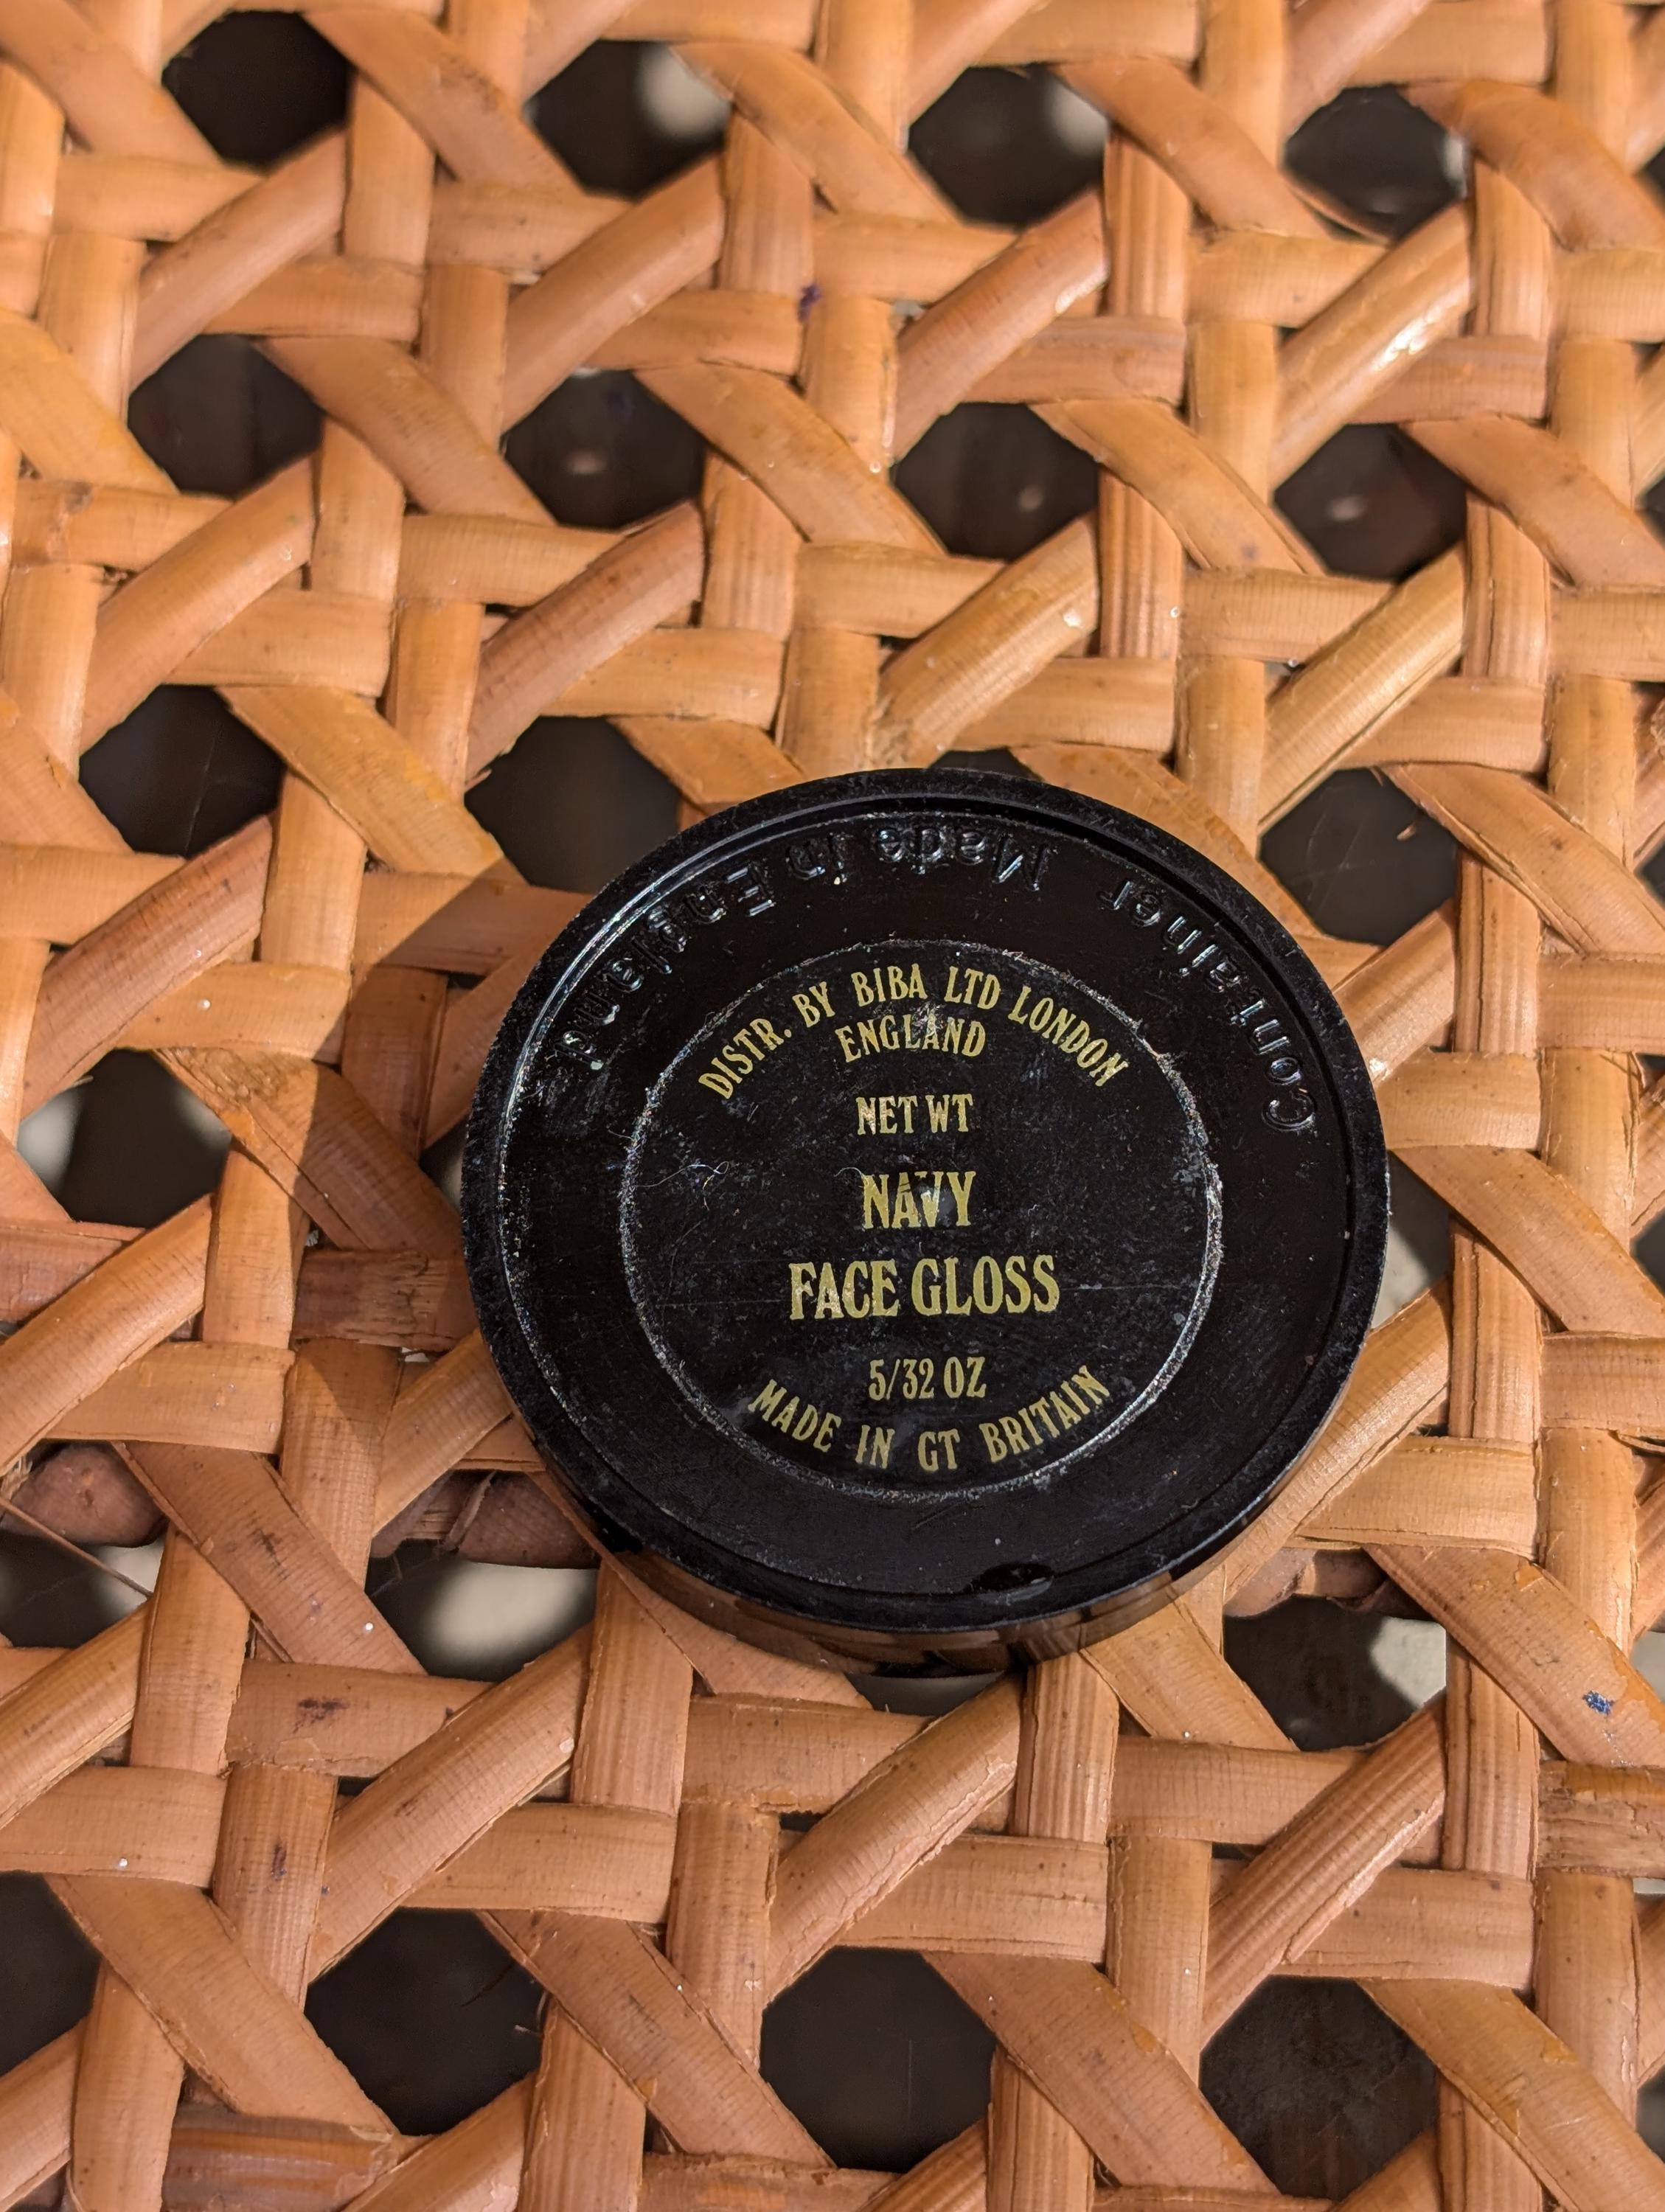 Container Made in England
DISTR. BY BIBA LTD LONDON
ENGLAND
NET WT
NAVY
FACE GLOSS
5/32 OZ
MADE IN GT BRITAIN